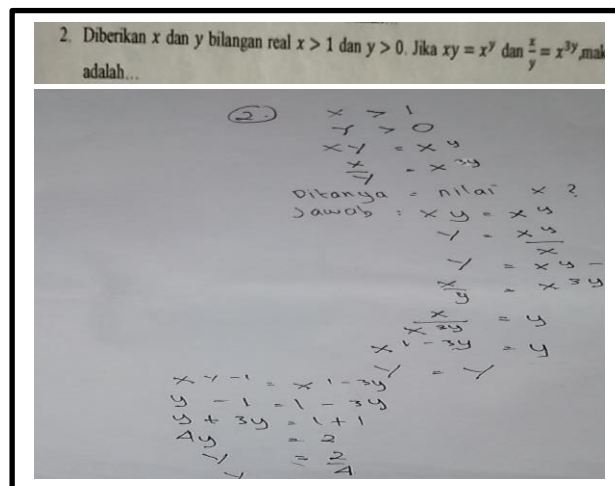 2. Diberikan x dan y bilangan real x > 1 dan y > 0. Jika xy = x^y dan x/y = x^{3y}, mak
adalah...
2.) x > 1
y > 0
xy = x^y
x/y = x^{3y}
Ditanya = nilai x ?
Jawab : xy = x^y
y = x^y/x
y = x^{y -
x/y = x^{3y}
x/x^{3y} = y
x^{1-3y} = y
y = y
x^{y-1} = x^{1-3y}
y - 1 = 1 - 3y
y + 3y = 1 + 1
4y = 2
y = 2/4
y